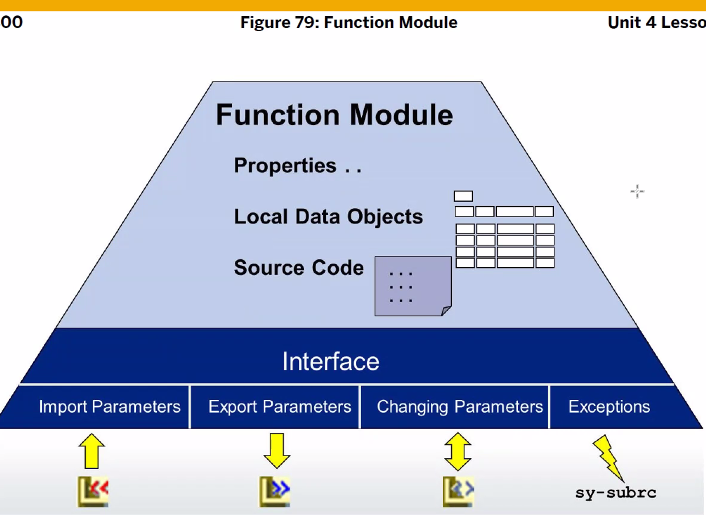 00 Figure 79: Function Module Unit 4 Lesso
Function Module
Properties . .
Local Data Objects
Source Code
. . .
. . .
. . .
Interface
Import Parameters Export Parameters Changing Parameters Exceptions
sy-subrc